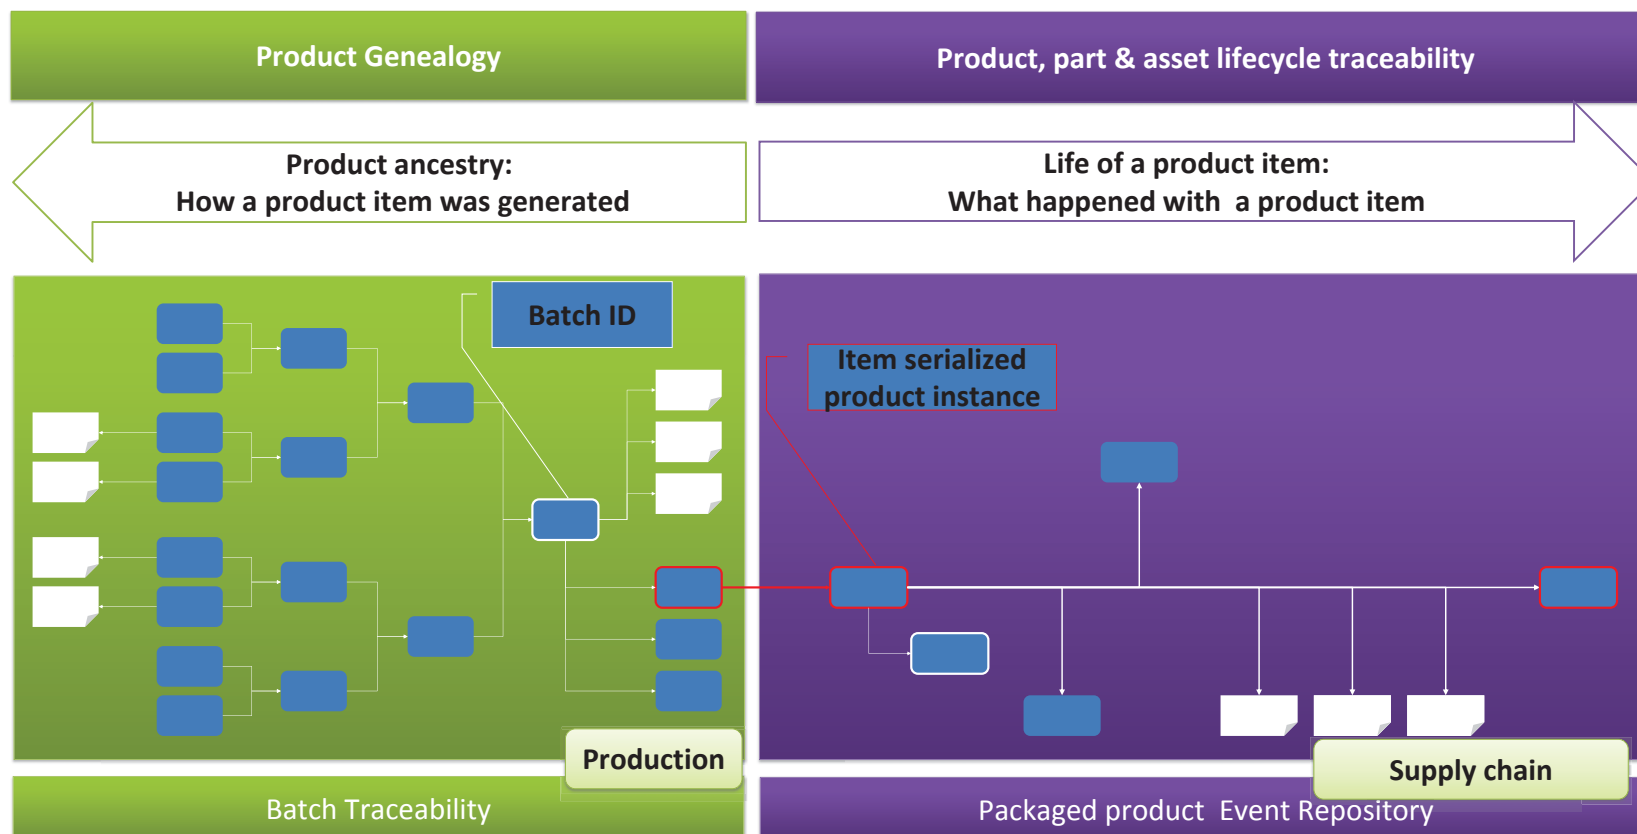 Product Genealogy
Product, part & asset lifecycle traceability
Product ancestry:
How a product item was generated
Life of a product item:
What happened with  a product item
Batch ID
Item serialized
product instance
Production
Supply chain
Batch Traceability
Packaged product  Event Repository